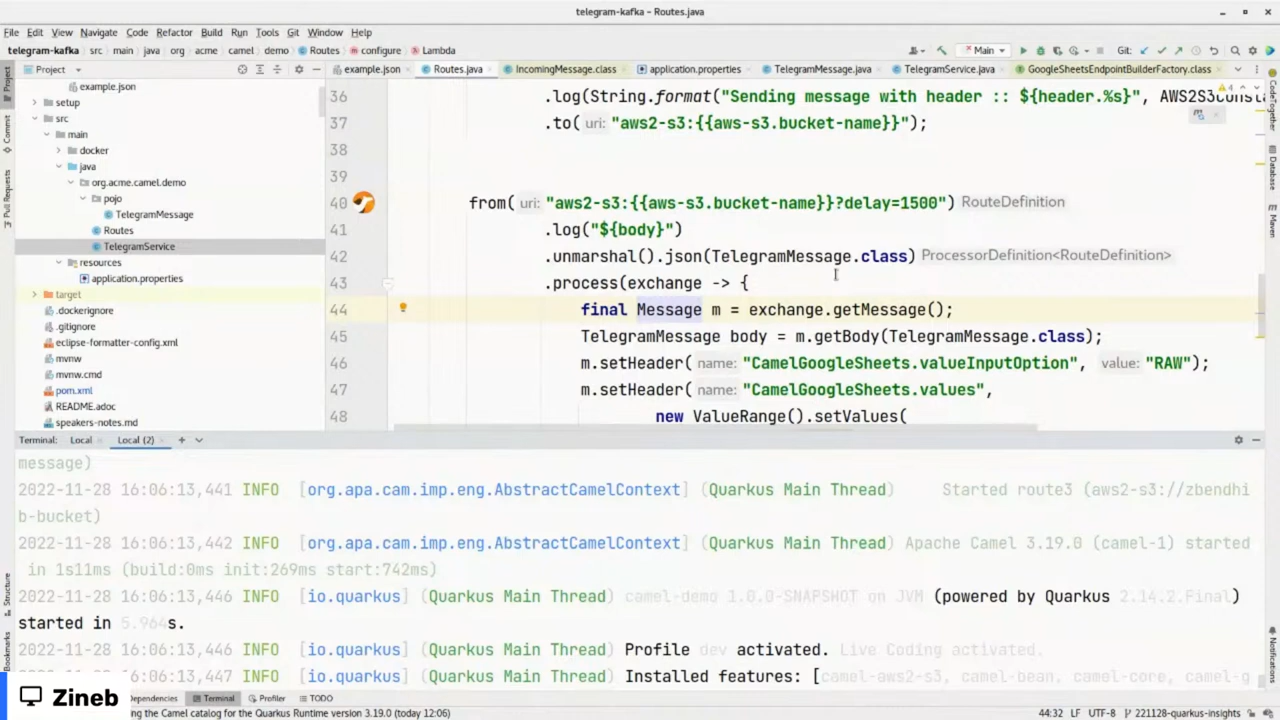 telegram-kafka - Routes.java
File Edit View Navigate Code Refactor Build Run Tools Git Window Help
telegram-kafka src main java org acme camel demo Routes configure Lambda
Main Git:
Project example.json Routes.java IncomingMessage.class application.properties TelegramMessage.java TelegramService.java GoogleSheetsEndpointBuilderFactory.class
example.json
setup
src
main
docker
java
org.acme.camel.demo
pojo
TelegramMessage
Routes
TelegramService
resources
application.properties
target
.dockerignore
.gitignore
eclipse-formatter-config.xml
mvnw
mvnw.cmd
pom.xml
README.adoc
speakers-notes.md
Project
Commit
Pull Requests
Structure
Bookmarks
CodeTogether
Database
Maven
Notifications
4
36 .log(String.format("Sending message with header :: ${header.%s}",
37 .to( uri: "aws2-s3:{{aws-s3.bucket-name}}");
38
39
40 from( uri: "aws2-s3:{{aws-s3.bucket-name}}?delay=1500") RouteDefinition
41 .log("${body}")
42 .unmarshal().json(TelegramMessage.class) ProcessorDefinition<RouteDefinition>
43 .process(exchange -> {
44 final Message m = exchange.getMessage();
45 TelegramMessage body = m.getBody(TelegramMessage.class);
46 m.setHeader( name: "CamelGoogleSheets.valueInputOption", value: "RAW");
47 m.setHeader( name: "CamelGoogleSheets.values",
48 new ValueRange().setValues(
Terminal: Local Local (2)
message)
2022-11-28 16:06:13,441 INFO [org.apa.cam.imp.eng.AbstractCamelContext] (Quarkus Main Thread) Started route3 (aws2-s3://zbendhi
b-bucket)
2022-11-28 16:06:13,442 INFO [org.apa.cam.imp.eng.AbstractCamelContext] (Quarkus Main Thread) Apache Camel 3.19.0 (camel-1) started
in 1s11ms (build:0ms init:269ms start:742ms)
2022-11-28 16:06:13,446 INFO [io.quarkus] (Quarkus Main Thread) camel-demo 1.0.0-SNAPSHOT on JVM (powered by Quarkus 2.14.2.Final)
started in 5.964s.
2022-11-28 16:06:13,446 INFO [io.quarkus] (Quarkus Main Thread) Profile dev activated. Live Coding activated.
2022-11-28 16:06:13,447 INFO [io.quarkus] (Quarkus Main Thread) Installed features: [camel-aws2-s3, camel-bean, camel-core, camel-g
Zineb
Terminal Profiler TODO
the Camel catalog for the Quarkus Runtime version 3.19.0 (today 12:06)
44:32 LF UTF-8 221128-quarkus-insights